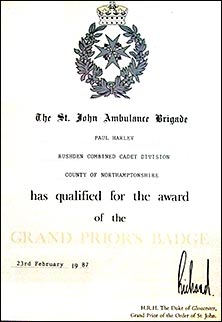 The St. John Ambulance Brigade
PAUL HARLEY
RUSHDEN COMBINED CADET DIVISION
COUNTY OF NORTHAMPTONSHIRE
has qualified for the award
of the
GRAND PRIOR'S BADGE
23rd February 19 87
Richard.
H.R.H. The Duke of Gloucester,
Grand Prior of the Order of St. John.